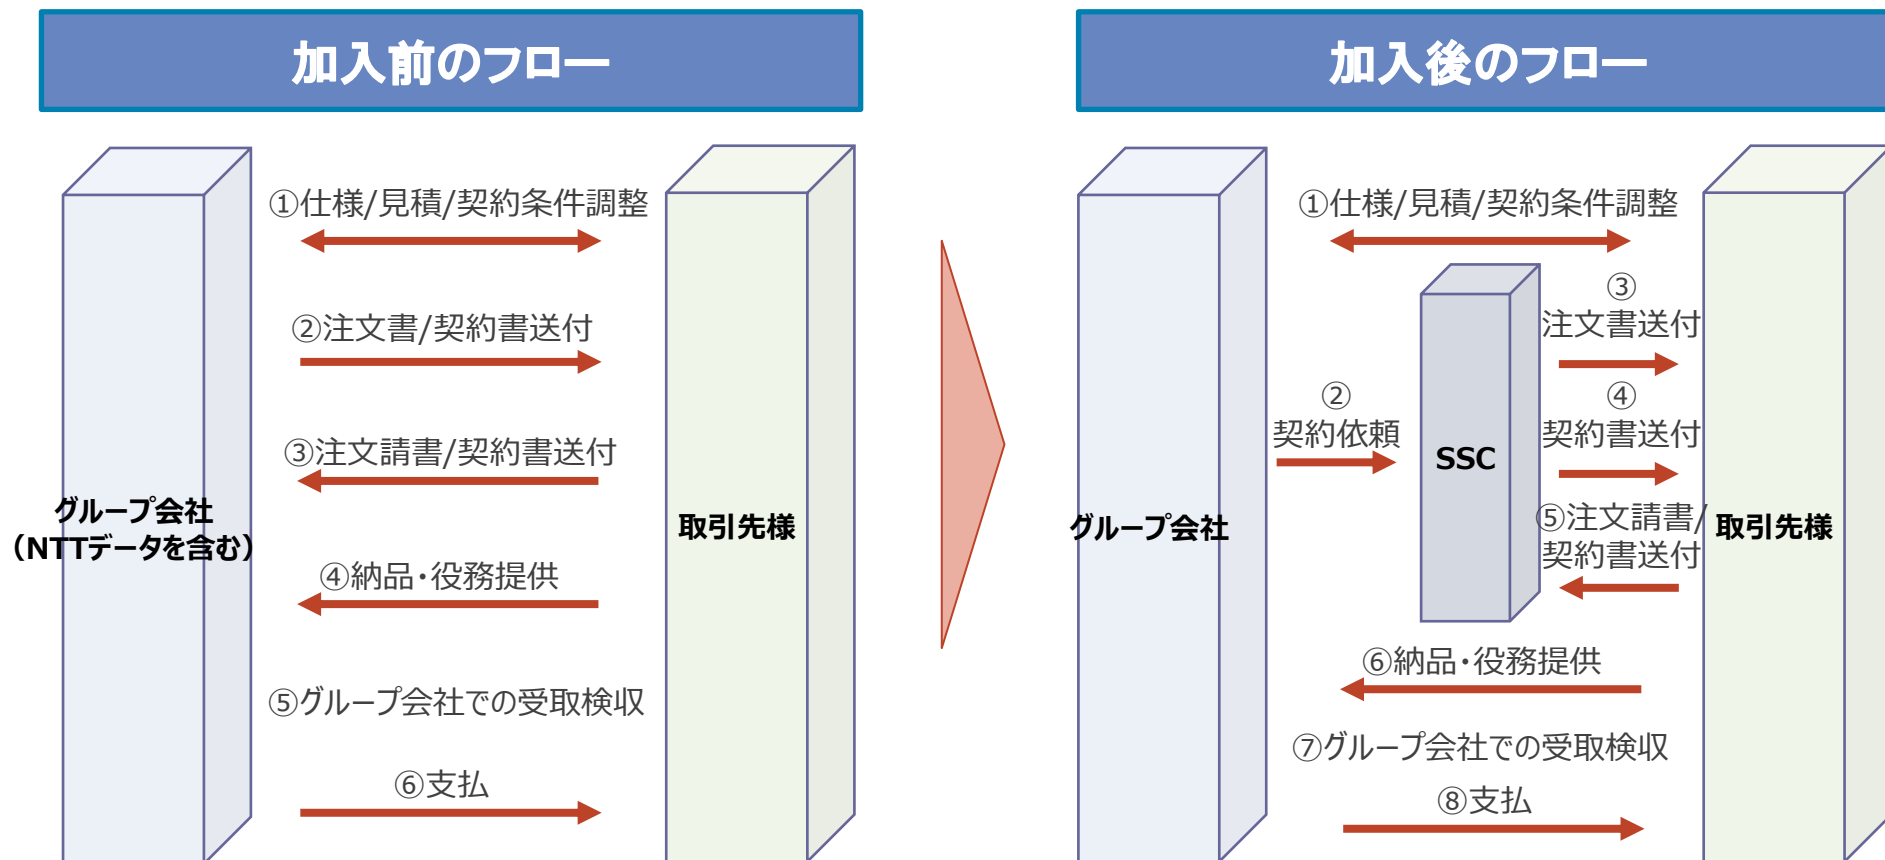 加入前のフロー
①仕様/見積/契約条件調整
②注文書/契約書送付
③注文請書/契約書送付
グループ会社
（NTTデータを含む）
取引先様
④納品・役務提供
⑤グループ会社での受取検収
⑥支払
加入後のフロー
①仕様/見積/契約条件調整
③
注文書送付
②
契約依頼
SSC
④
契約書送付
⑤注文請書/
契約書送付
グループ会社
取引先様
⑥納品・役務提供
⑦グループ会社での受取検収
⑧支払